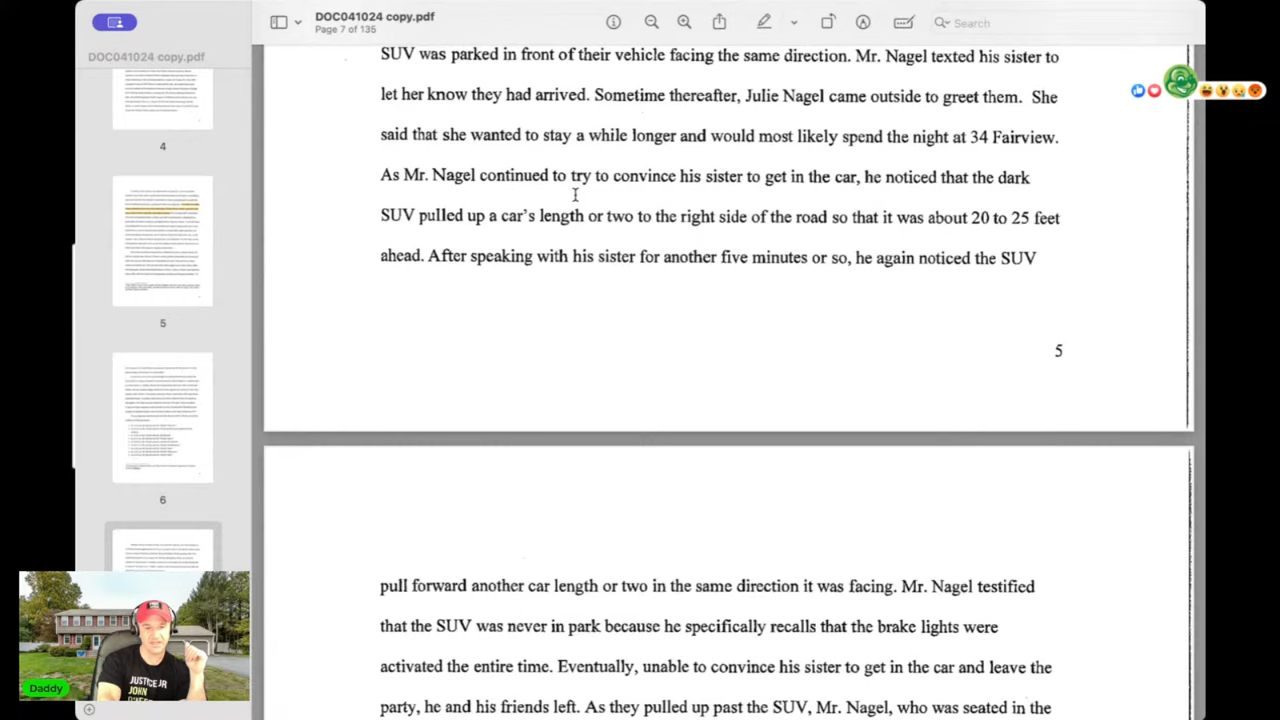 DOC041024 copy.pdf
Page 7 of 135
Search
DOC041024 copy.pdf
4
5
6
SUV was parked in front of their vehicle facing the same direction. Mr. Nagel texted his sister to
let her know they had arrived. Sometime thereafter, Julie Nagel came outside to greet them. She
said that she wanted to stay a while longer and would most likely spend the night at 34 Fairview.
As Mr. Nagel continued to try to convince his sister to get in the car, he noticed that the dark
SUV pulled up a car's length or two to the right side of the road so that it was about 20 to 25 feet
ahead. After speaking with his sister for another five minutes or so, he again noticed the SUV
5
pull forward another car length or two in the same direction it was facing. Mr. Nagel testified
that the SUV was never in park because he specifically recalls that the brake lights were
activated the entire time. Eventually, unable to convince his sister to get in the car and leave the
party, he and his friends left. As they pulled up past the SUV, Mr. Nagel, who was seated in the
JUSTICE
JOHN
Daddy